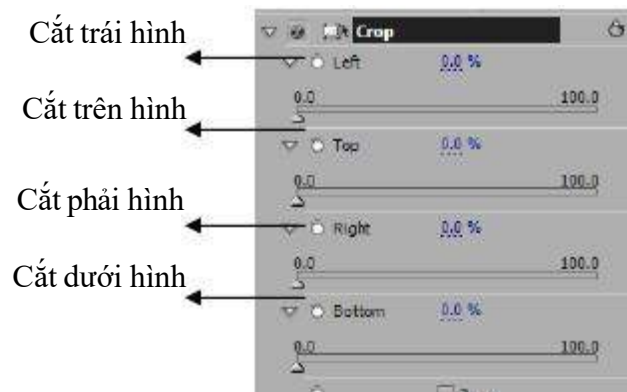 Cắt trái hình
Cắt trên hình
Cắt phải hình
Cắt dưới hình
Crop
Left 0.0 %
0.0 100.0
Top 0.0 %
0.0 100.0
Right 0.0 %
0.0 100.0
Bottom 0.0 %
0.0 100.0